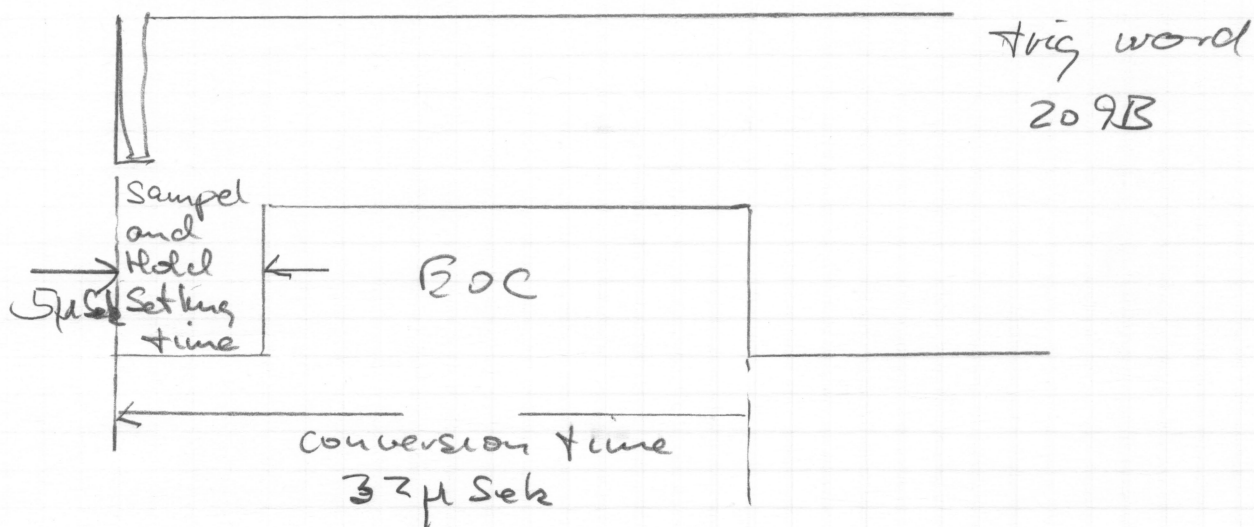 trig word
209B
Sampel
and
Hold
Setting
time
5µSek
EOC
conversion time
32µ Sek